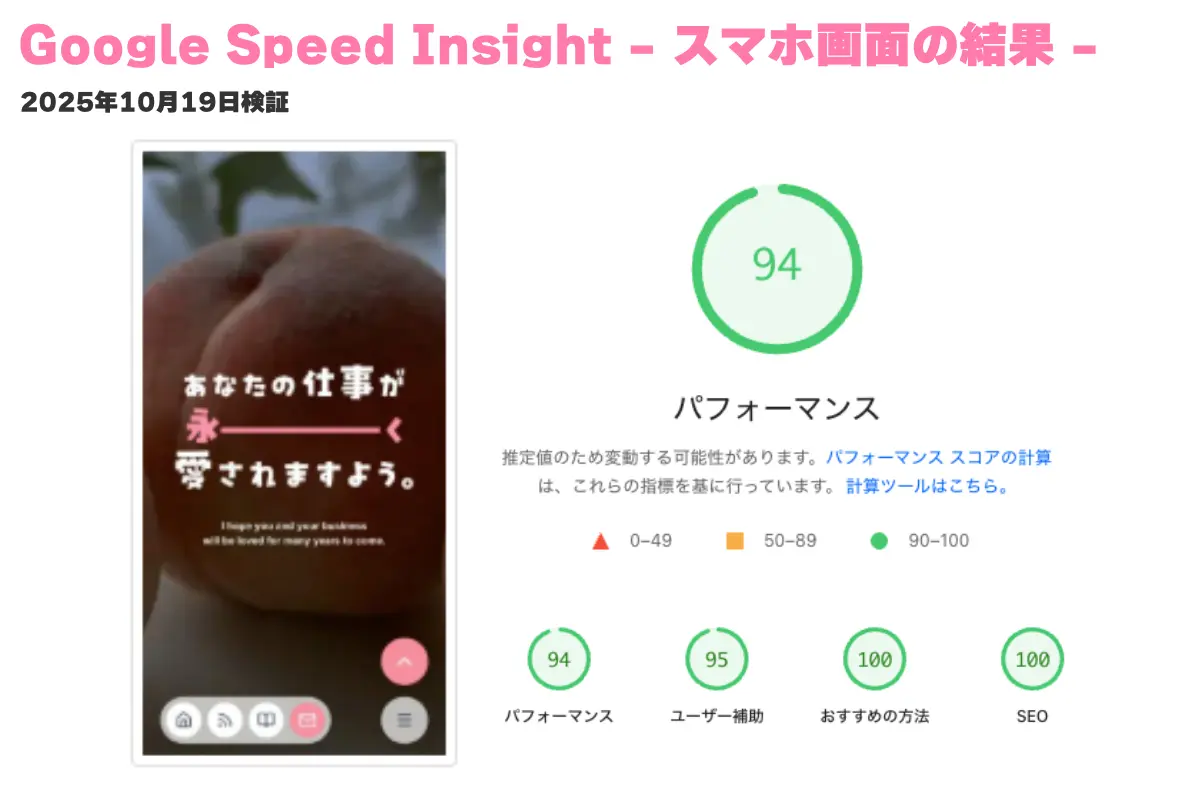 Google Speed Insight - スマホ画面の結果 -
2025年10月19日検証
あなたの仕事が
永━━━く
愛されますよう。
I hope you and your business
will be loved for many years to come.
94
パフォーマンス
推定値のため変動する可能性があります。パフォーマンス スコアの計算
は、これらの指標を基に行っています。 計算ツールはこちら。
0–49
50–89
90–100
94
95
100
100
パフォーマンス
ユーザー補助
おすすめの方法
SEO